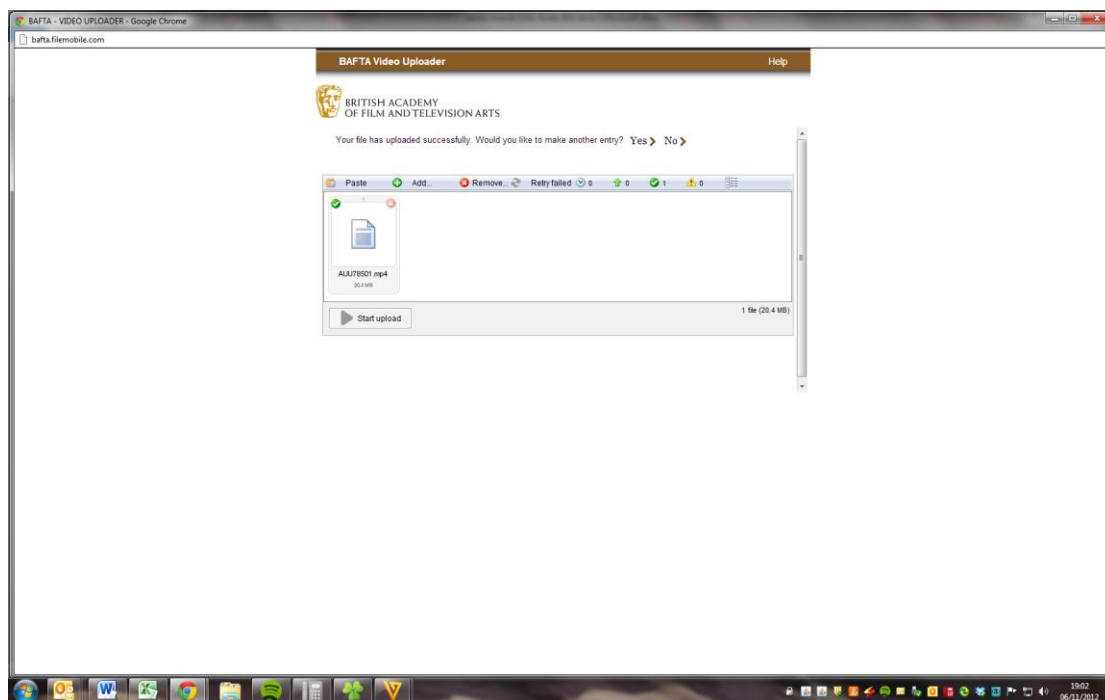 BAFTA - VIDEO UPLOADER - Google Chrome
bafta.filemobile.com
BAFTA Video Uploader Help
BRITISH ACADEMY
OF FILM AND TELEVISION ARTS
Your file has uploaded successfully. Would you like to make another entry? Yes No
Paste Add... Remove... Retry failed 0 0 1 0
1
AUU78501.mp4
20.4 MB
Start upload
1 file (20.4 MB)
19:02
06/11/2012